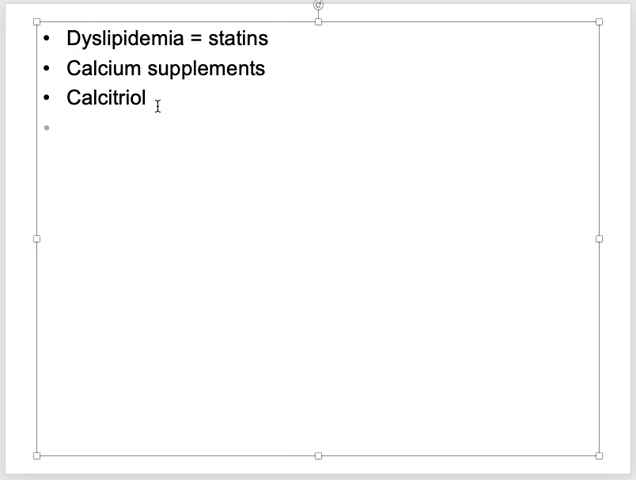 • Dyslipidemia = statins
• Calcium supplements
• Calcitriol